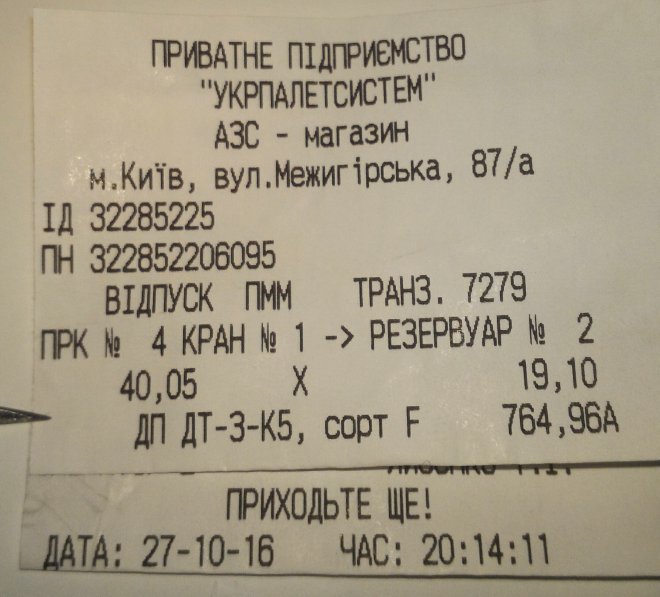 ПРИВАТНЕ ПІДПРИЄМСТВО
"УКРПАЛЕТСИСТЕМ"
АЗС - магазин
м.Київ, вул.Межигірська, 87/а
ІД 32285225
ПН 322852206095
ВІДПУСК ПММ ТРАНЗ. 7279
ПРК № 4 КРАН № 1 -> РЕЗЕРВУАР № 2
40,05 X 19,10
ДП ДТ-З-К5, сорт F 764,96А
ПРИХОДЬТЕ ЩЕ!
ДАТА: 27-10-16 ЧАС: 20:14:11